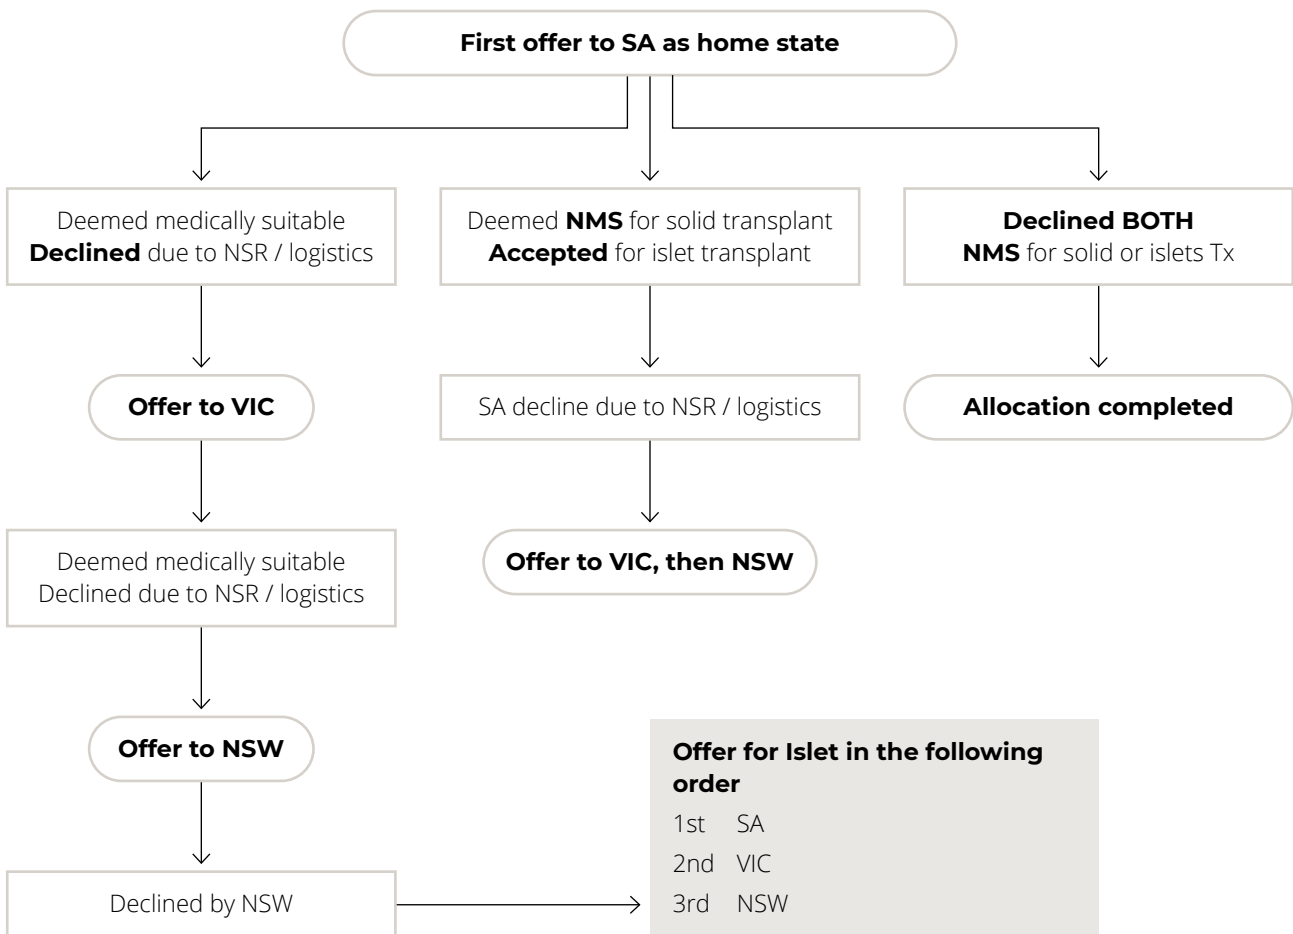 First offer to SA as home state
Deemed medically suitable
Declined due to NSR / logistics
Deemed NMS for solid transplant
Accepted for islet transplant
Declined BOTH
NMS for solid or islets Tx
Offer to VIC
SA decline due to NSR / logistics
Allocation completed
Deemed medically suitable
Declined due to NSR / logistics
Offer to VIC, then NSW
Offer to NSW
Offer for Islet in the following
order
1st SA
2nd VIC
3rd NSW
Declined by NSW